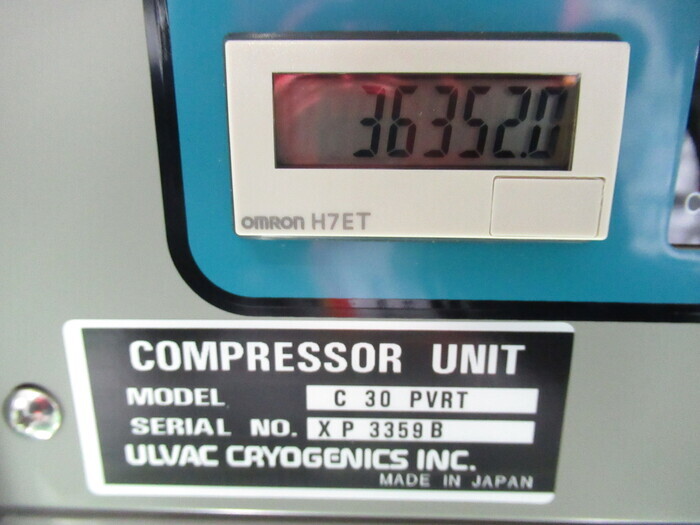 36352.0
OMRON H7ET
COMPRESSOR UNIT
MODEL C 30 PVRT
SERIAL NO. XP 3359B
ULVAC CRYOGENICS INC.
MADE IN JAPAN